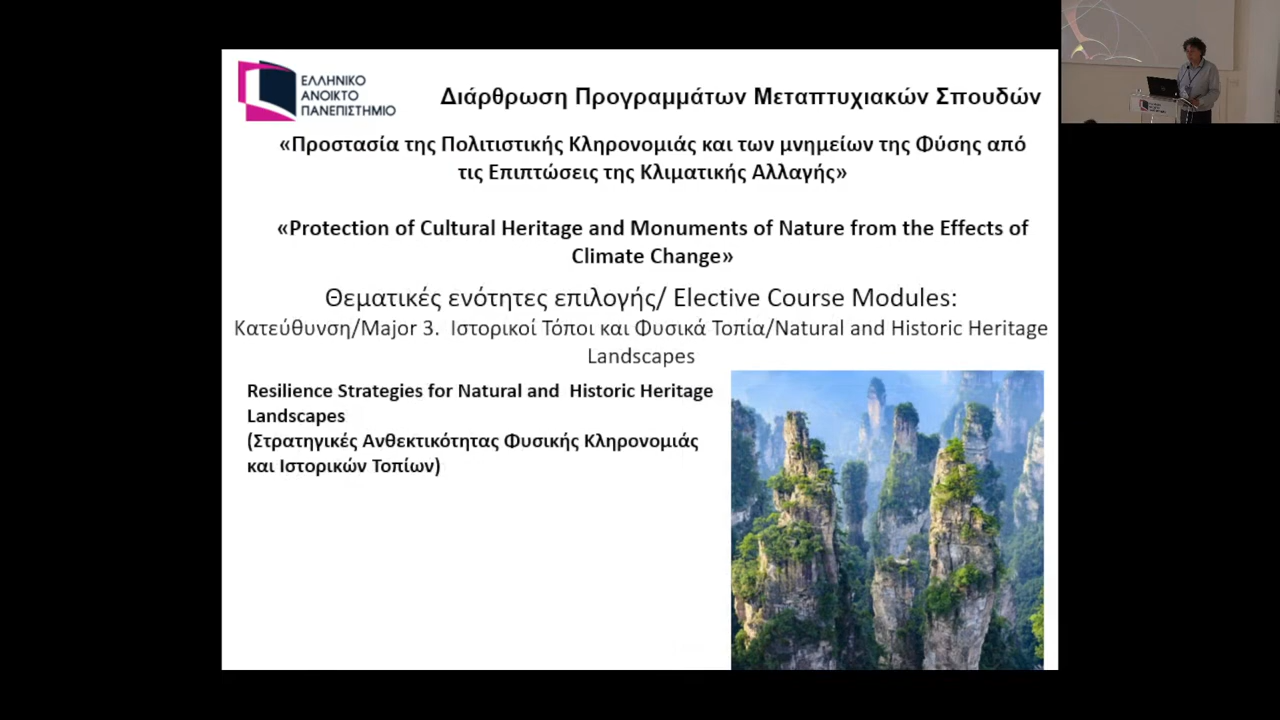 ΕΛΛΗΝΙΚΟ
ΑΝΟΙΚΤΟ
ΠΑΝΕΠΙΣΤΗΜΙΟ
Διάρθρωση Προγραμμάτων Μεταπτυχιακών Σπουδών
«Προστασία της Πολιτιστικής Κληρονομιάς και των μνημείων της Φύσης από
τις Επιπτώσεις της Κλιματικής Αλλαγής»
«Protection of Cultural Heritage and Monuments of Nature from the Effects of
Climate Change»
Θεματικές ενότητες επιλογής/ Elective Course Modules:
Κατεύθυνση/Major 3.  Ιστορικοί Τόποι και Φυσικά Τοπία/Natural and Historic Heritage
Landscapes
Resilience Strategies for Natural and  Historic Heritage
Landscapes
(Στρατηγικές Ανθεκτικότητας Φυσικής Κληρονομιάς
και Ιστορικών Τοπίων)